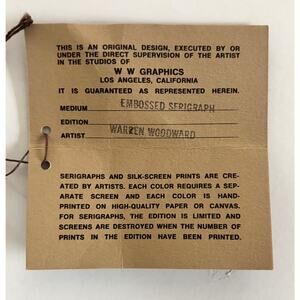 THIS IS AN ORIGINAL DESIGN, EXECUTED BY OR
UNDER THE DIRECT SUPERVISION OF THE ARTIST
IN THE STUDIOS OF
W W GRAPHICS
LOS ANGELES, CALIFORNIA
IT IS GUARANTEED AS REPRESENTED HEREIN.
MEDIUM EMBOSSED SERIGRAPH
EDITION
ARTIST WARREN WOODWARD
SERIGRAPHS AND SILK-SCREEN PRINTS ARE CRE-
ATED BY ARTISTS. EACH COLOR REQUIRES A SEP-
ARATE SCREEN AND EACH COLOR IS HAND-
PRINTED ON HIGH-QUALITY PAPER OR CANVAS.
FOR SERIGRAPHS, THE EDITION IS LIMITED AND
SCREENS ARE DESTROYED WHEN THE NUMBER OF
PRINTS IN THE EDITION HAVE BEEN PRINTED.